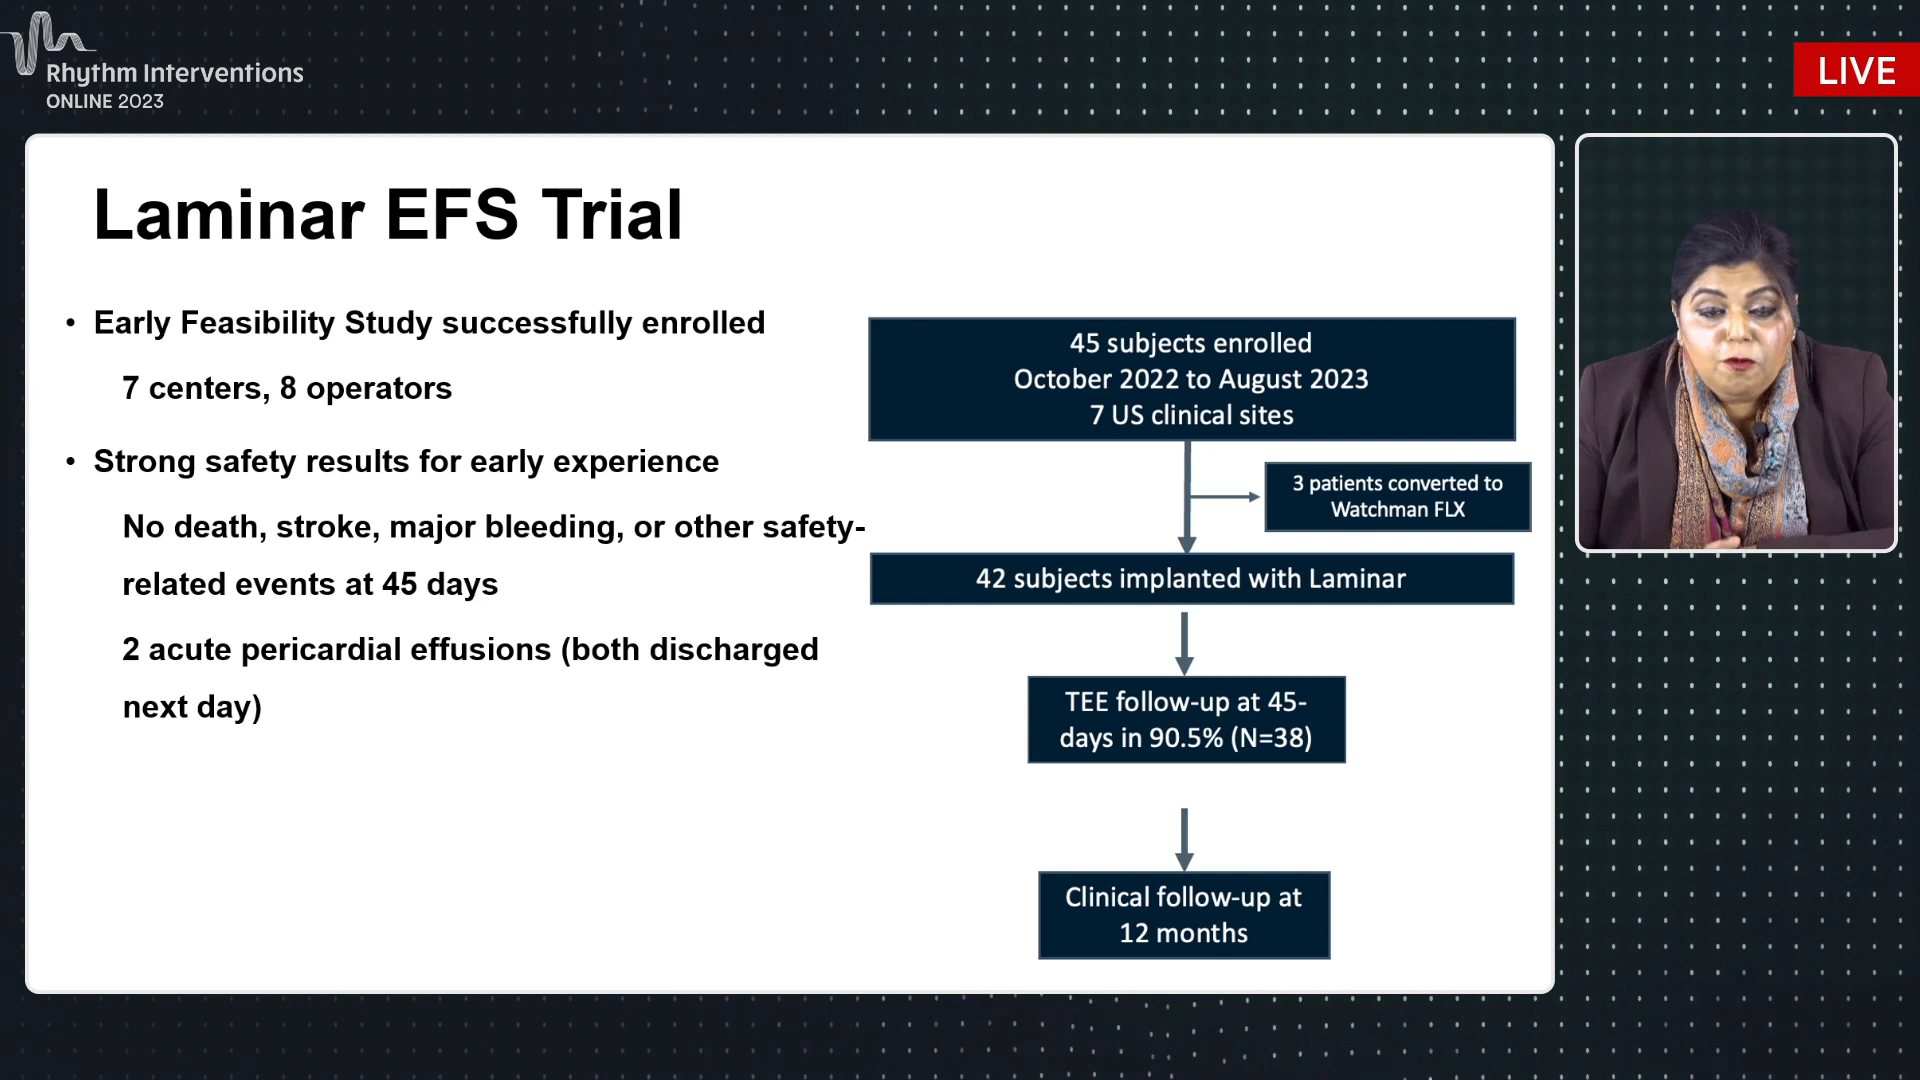 Rhythm Interventions
ONLINE 2023
LIVE
Laminar EFS Trial
• Early Feasibility Study successfully enrolled
7 centers, 8 operators
• Strong safety results for early experience
No death, stroke, major bleeding, or other safety-
related events at 45 days
2 acute pericardial effusions (both discharged
next day)
45 subjects enrolled
October 2022 to August 2023
7 US clinical sites
3 patients converted to
Watchman FLX
42 subjects implanted with Laminar
TEE follow-up at 45-
days in 90.5% (N=38)
Clinical follow-up at
12 months